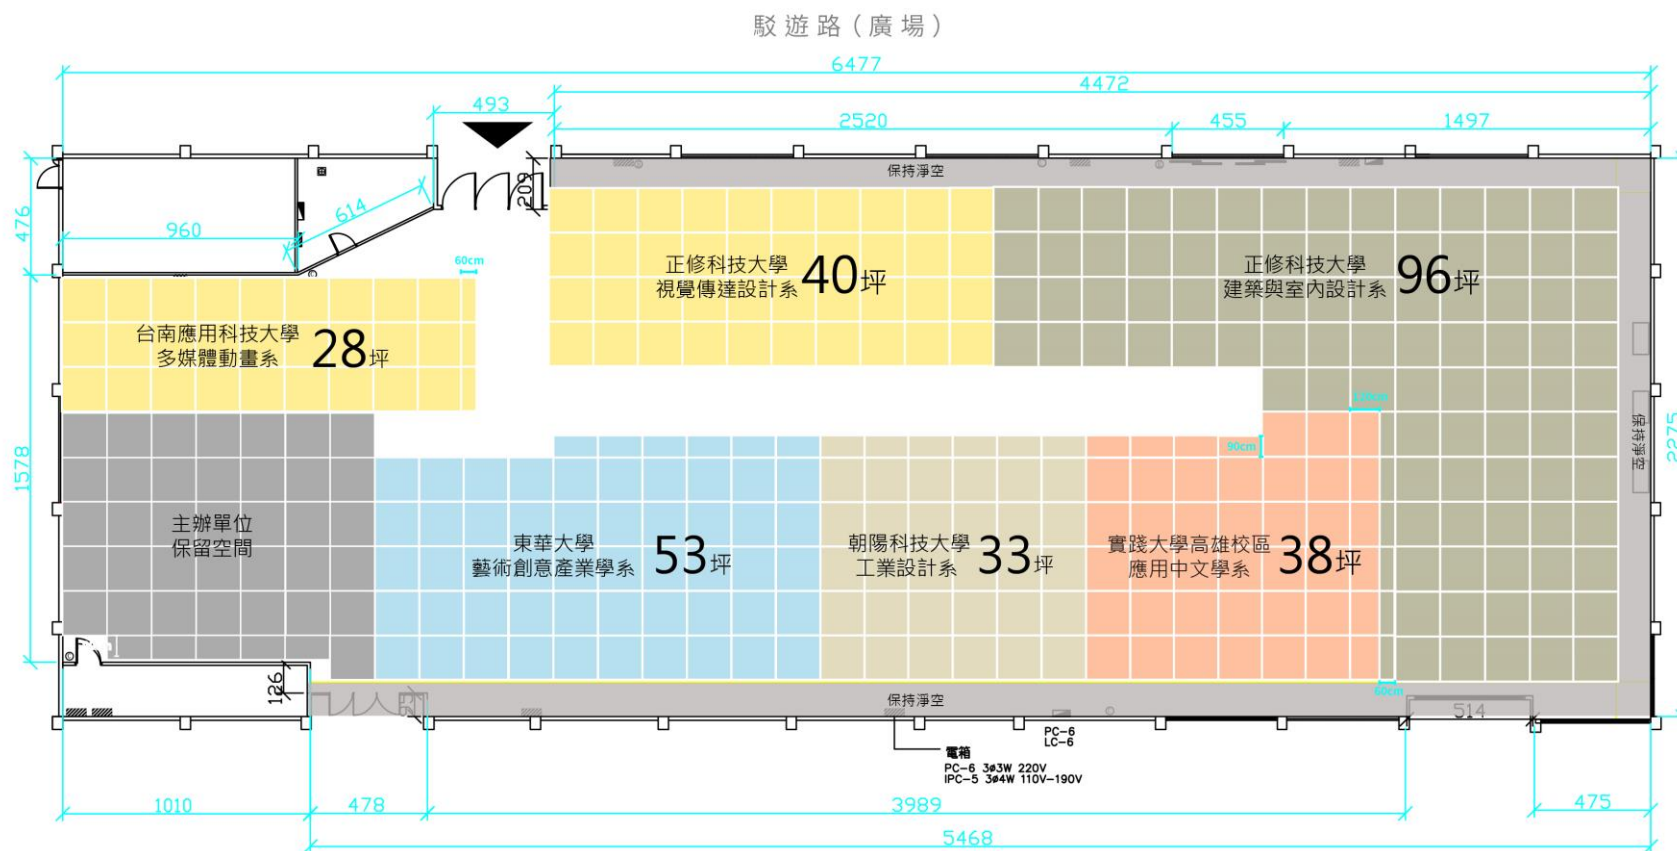 駁遊路(廣場)
6477
4472
493
2520
455
1497
保持淨空
209
476
614
960
60cm
正修科技大學
視覺傳達設計系
40坪
正修科技大學
建築與室內設計系
96坪
台南應用科技大學
多媒體動畫系
28坪
120cm
90cm
保持淨空
2275
1578
主辦單位
保留空間
東華大學
藝術創意產業學系
53坪
朝陽科技大學
工業設計系
33坪
實踐大學高雄校區
應用中文學系
38坪
126
保持淨空
60cm
514
PC-6
LC-6
電箱
PC-6 3ø3W 220V
IPC-5 3ø4W 110V-190V
1010
478
3989
475
5468